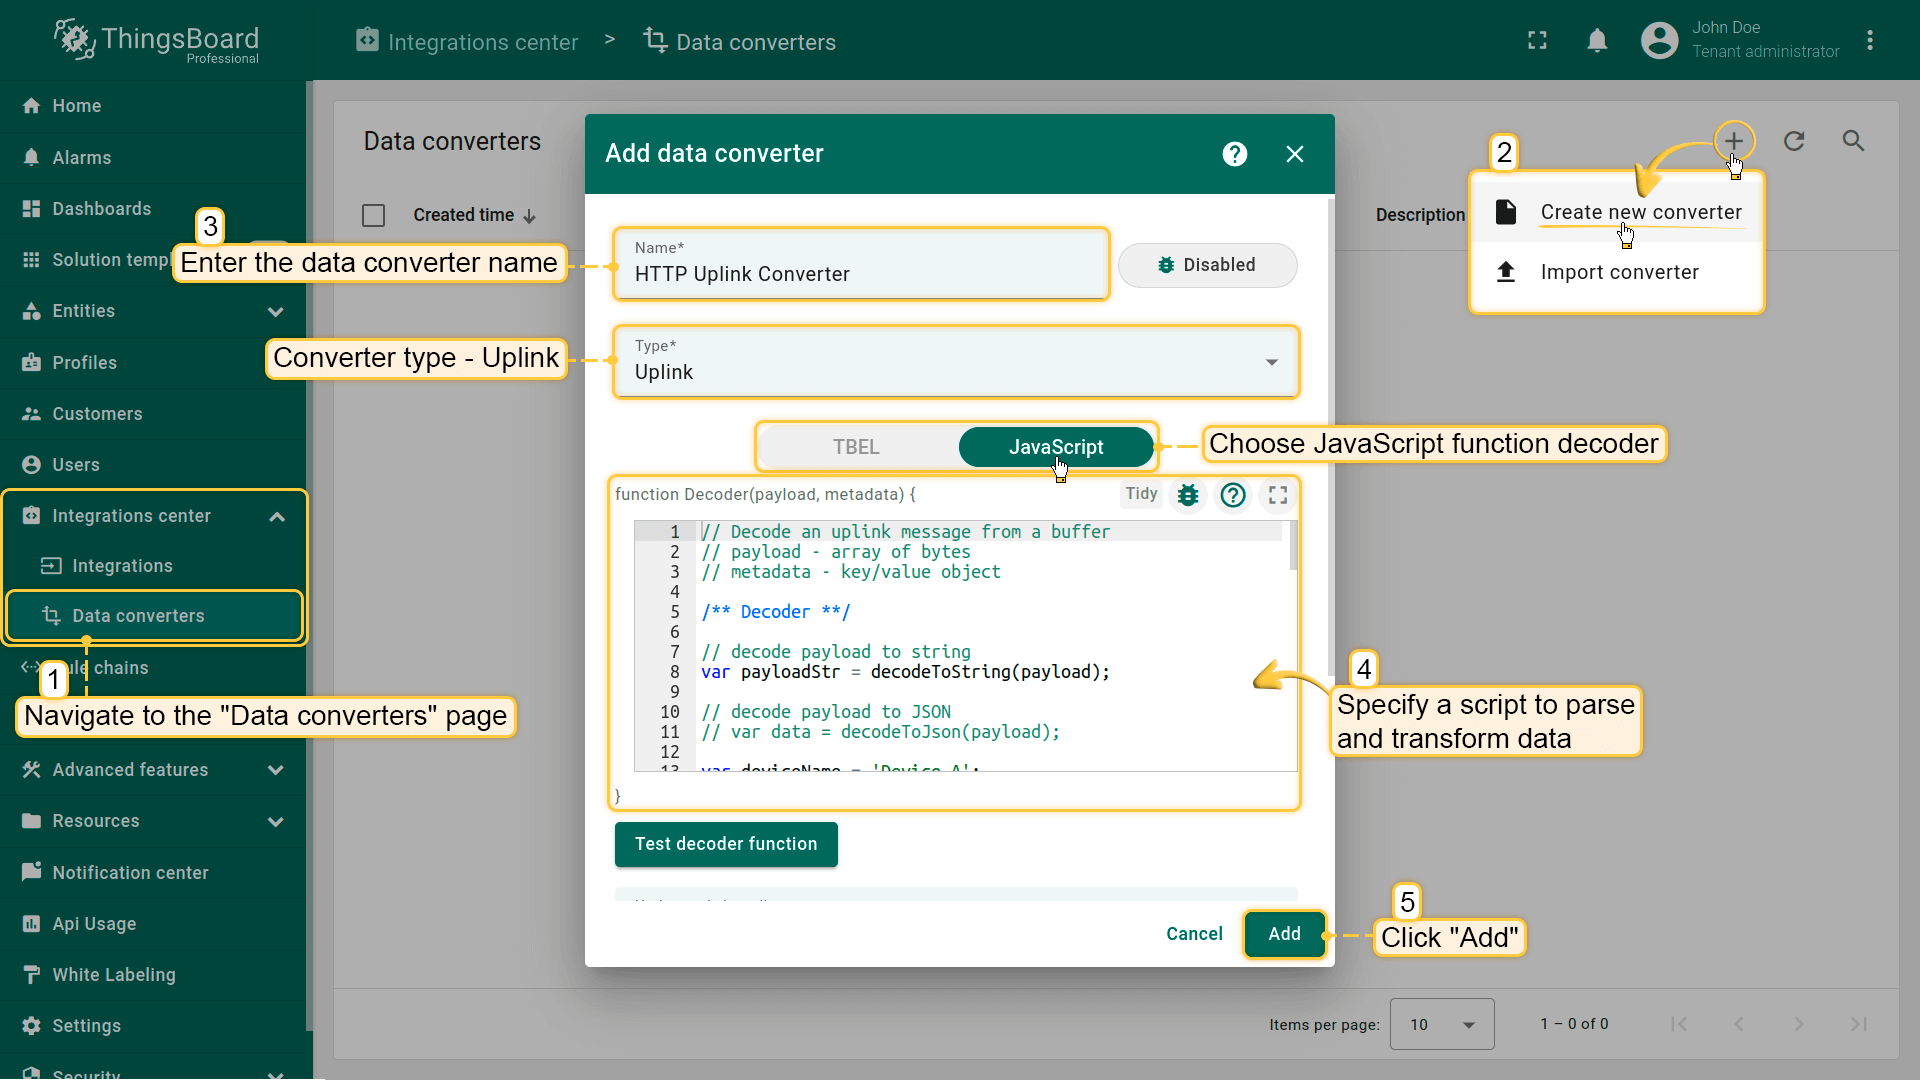 ThingsBoard
Professional
Integrations center > Data converters
John Doe
Tenant administrator
Home
Alarms
Dashboards
Solution templ
Entities
Profiles
Customers
Users
Integrations center
Integrations
Data converters
ule chains
Advanced features
Resources
Notification center
Api Usage
White Labeling
Settings
Security
1
Navigate to the "Data converters" page
Data converters
Created time
Description
2
Create new converter
Import converter
Add data converter
3
Enter the data converter name
Name*
HTTP Uplink Converter
Disabled
Converter type - Uplink
Type*
Uplink
TBEL
JavaScript
Choose JavaScript function decoder
function Decoder(payload, metadata) {
Tidy
1 // Decode an uplink message from a buffer
2 // payload - array of bytes
3 // metadata - key/value object
4
5 /** Decoder **/
6
7 // decode payload to string
8 var payloadStr = decodeToString(payload);
9
10 // decode payload to JSON
11 // var data = decodeToJson(payload);
12
13 var deviceName = 'Device A';
}
4
Specify a script to parse
and transform data
Test decoder function
Cancel
Add
5
Click "Add"
Items per page:
10
1 – 0 of 0